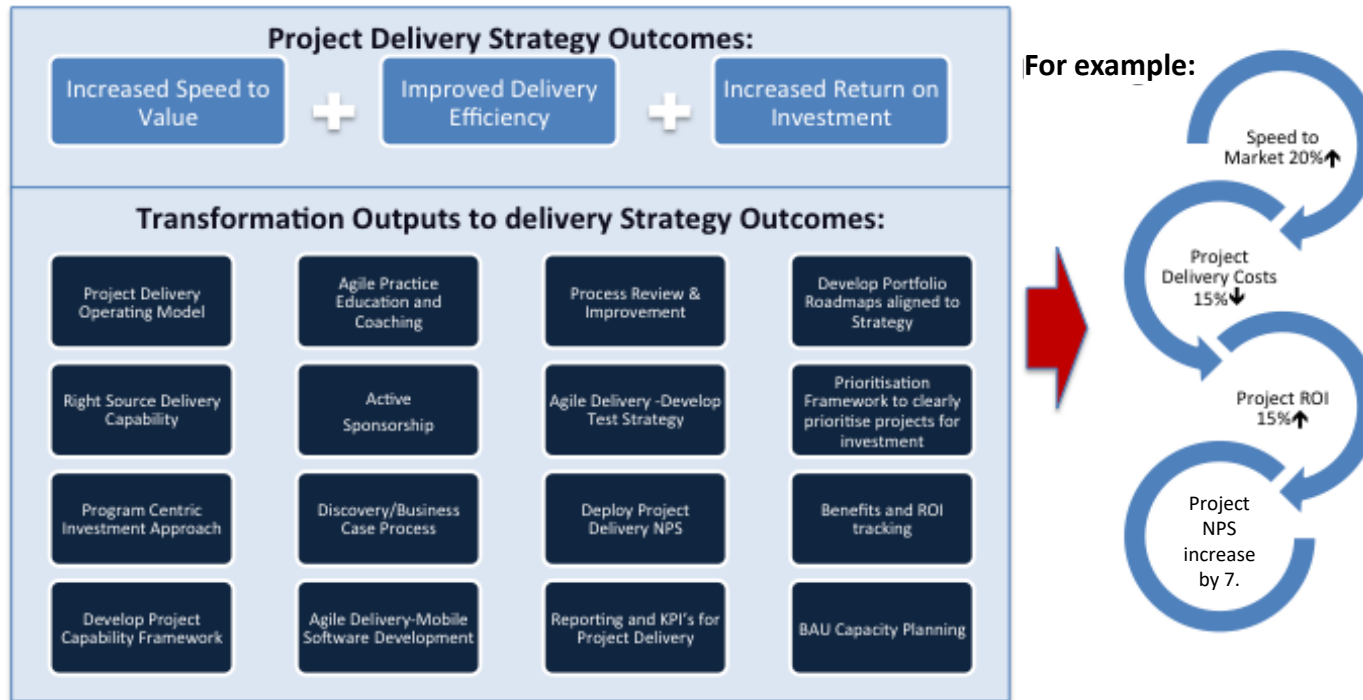 Project Delivery Strategy Outcomes:
Increased Speed to
Value
Improved Delivery
Efficiency
Increased Return on
Investment
Transformation Outputs to delivery Strategy Outcomes:
Project Delivery
Operating Model
Agile Practice
Education and
Coaching
Process Review &
Improvement
Develop Portfolio
Roadmaps aligned to
Strategy
Right Source Delivery
Capability
Active
Sponsorship
Agile Delivery -Develop
Test Strategy
Prioritisation
Framework to clearly
prioritise projects for
investment
Program Centric
Investment Approach
Discovery/Business
Case Process
Deploy Project
Delivery NPS
Benefits and ROI
tracking
Develop Project
Capability Framework
Agile Delivery-Mobile
Software Development
Reporting and KPI's for
Project Delivery
BAU Capacity Planning
For example:
Speed to
Market 20%↑
Project
Delivery Costs
15%↓
Project ROI
15%↑
Project
NPS
increase
by 7.